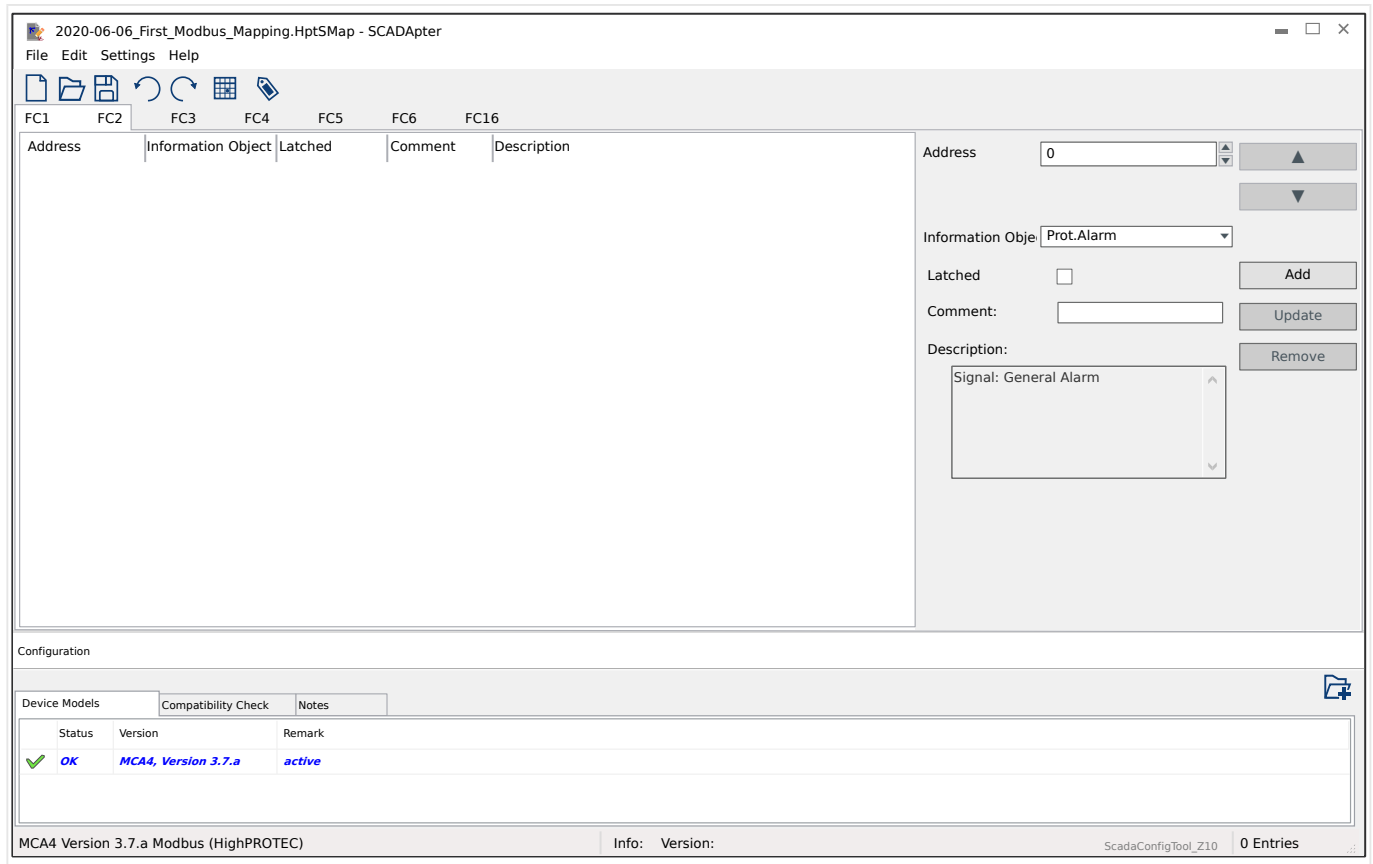 2020-06-06_First_Modbus_Mapping.HptSMap - SCADApter
File Edit Settings Help
FC1 FC2 FC3 FC4 FC5 FC6 FC16
Address Information Object Latched Comment Description
Address 0
Information Obje Prot.Alarm
Latched Add
Comment: Update
Description: Remove
Signal: General Alarm
Configuration
Device Models Compatibility Check Notes
Status Version Remark
OK MCA4, Version 3.7.a active
MCA4 Version 3.7.a Modbus (HighPROTEC) Info: Version: ScadaConfigTool_Z10 0 Entries